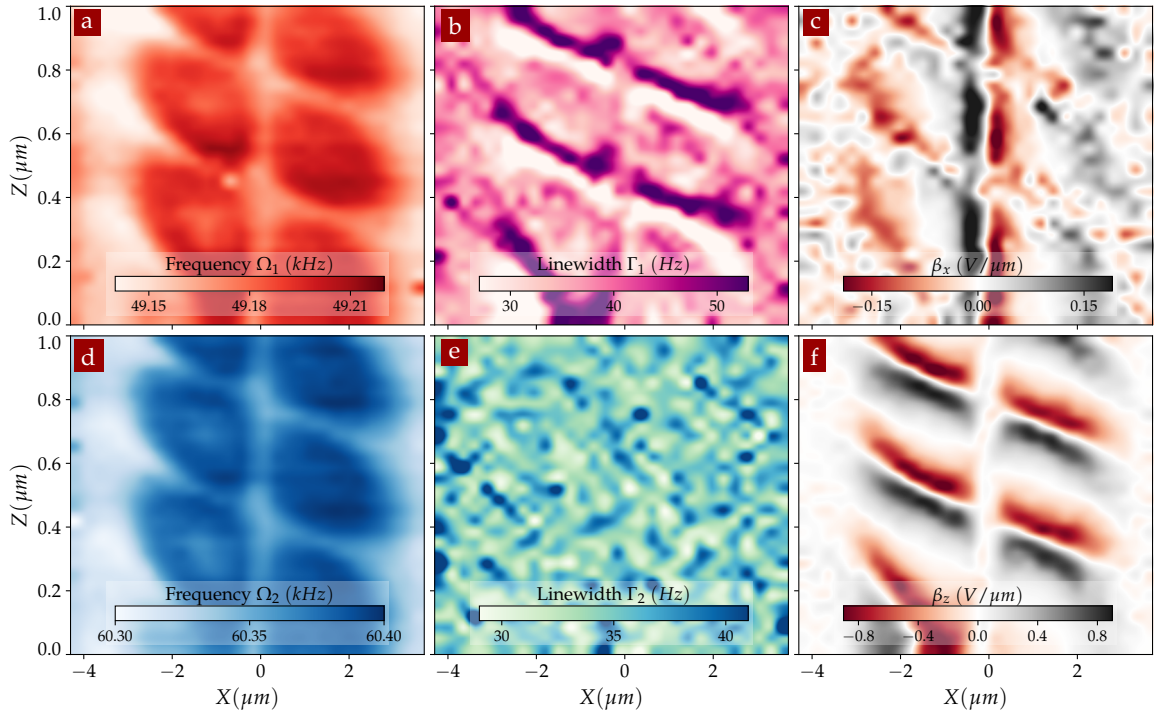 a
b
c
1.0
0.8
0.6
0.4
0.2
0.0
Z(μm)
Frequency Ω₁ (kHz)
49.15 49.18 49.21
Linewidth Γ₁ (Hz)
30 40 50
βₓ (V/μm)
−0.15 0.00 0.15
d
e
f
1.0
0.8
0.6
0.4
0.2
0.0
Z(μm)
Frequency Ω₂ (kHz)
60.30 60.35 60.40
Linewidth Γ₂ (Hz)
30 35 40
β_z (V/μm)
−0.8 −0.4 0.0 0.4 0.8
−4 −2 0 2
−4 −2 0 2
−4 −2 0 2
X(μm)
X(μm)
X(μm)